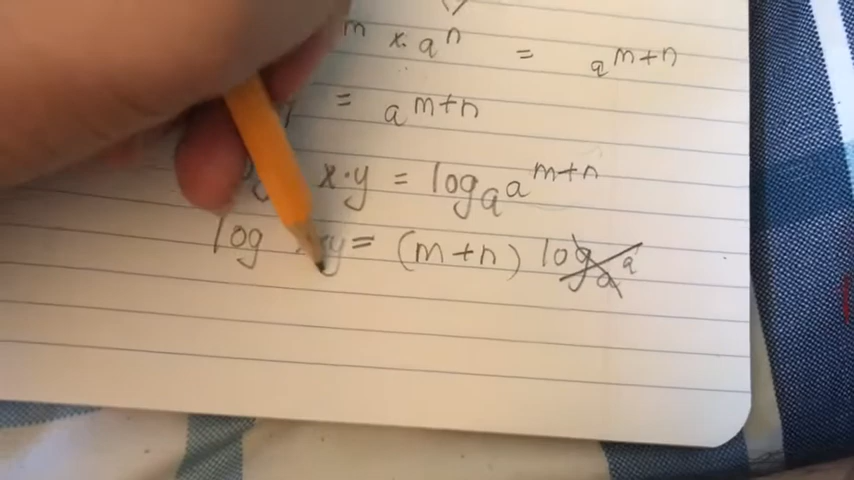 m x. a^n = a^m+n
= a^m+n
x·y = log_a a^m+n
log xy = (m+n) log_a a